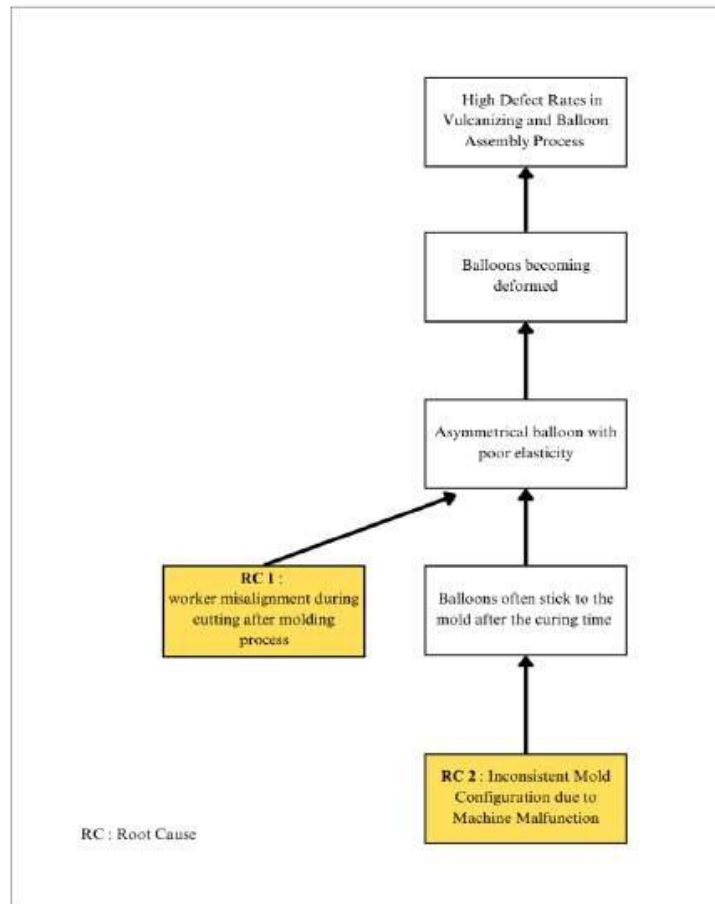 High Defect Rates in
Vulcanizing and Balloon
Assembly Process
Balloons becoming
deformed
Asymmetrical balloon with
poor elasticity
RC 1 :
worker misalignment during
cutting after molding
process
Balloons often stick to the
mold after the curing time
RC 2 : Inconsistent Mold
Configuration due to
Machine Malfunction
RC : Root Cause